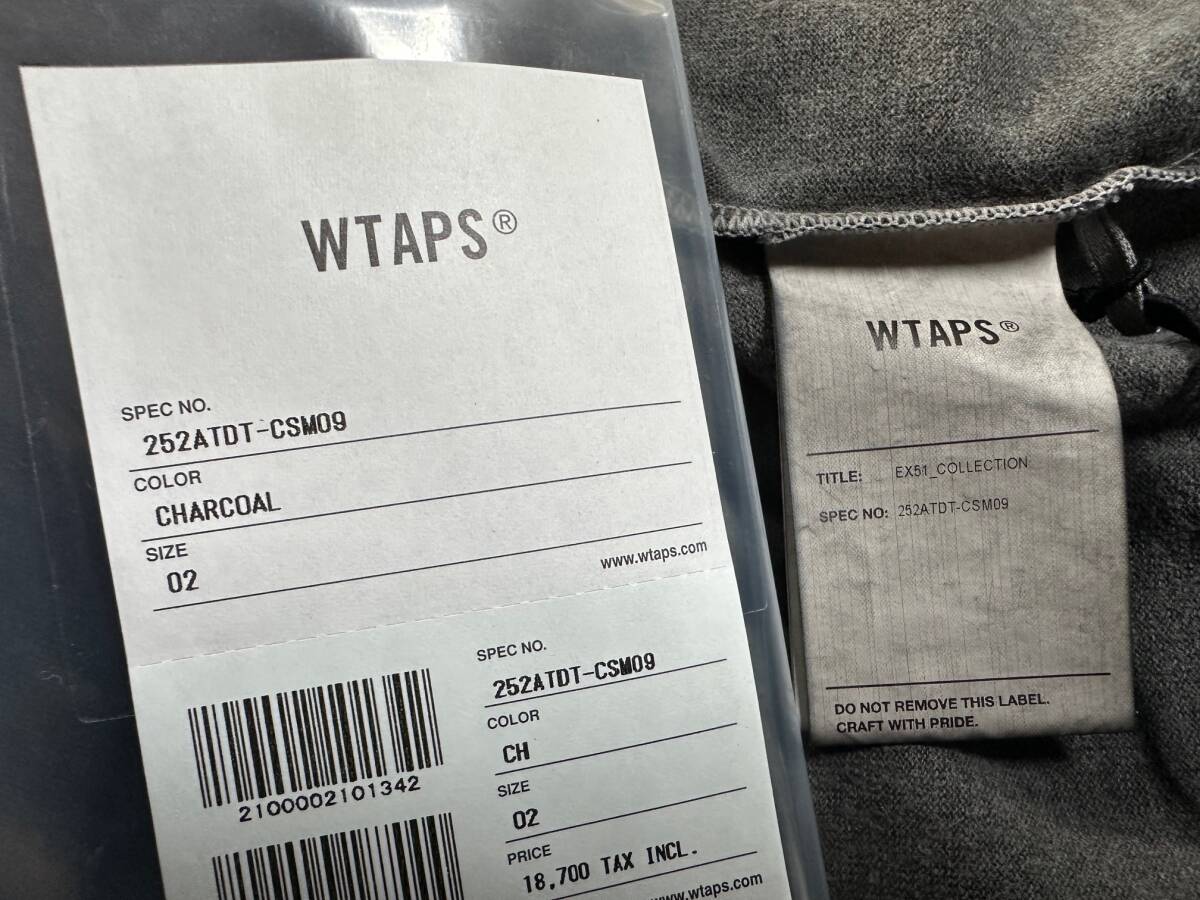 WTAPS®
SPEC NO.
252ATDT-CSM09
COLOR
CHARCOAL
SIZE
02
www.wtaps.com
2100002101342
SPEC NO.
252ATDT-CSM09
COLOR
CH
SIZE
02
PRICE
18,700 TAX INCL.
www.wtaps.com
WTAPS®
TITLE: EX51_COLLECTION
SPEC NO: 252ATDT-CSM09
DO NOT REMOVE THIS LABEL.
CRAFT WITH PRIDE.